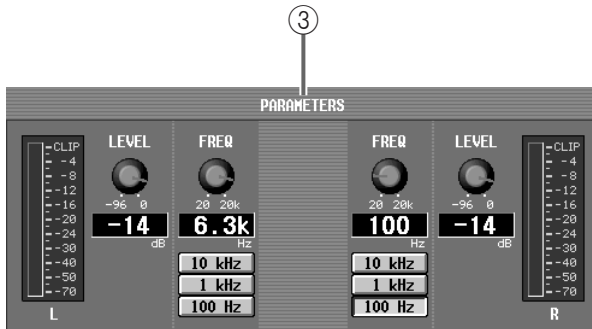 3
PARAMETERS
LEVEL FREQ FREQ LEVEL
CLIP
-4
-8
-12
-16
-20
-24
-30
-40
-50
-70
L
-96 0
-14
dB
20 20k
6.3k
Hz
10 kHz
1 kHz
100 Hz
20 20k
100
Hz
10 kHz
1 kHz
100 Hz
-96 0
-14
dB
CLIP
-4
-8
-12
-16
-20
-24
-30
-40
-50
-70
R